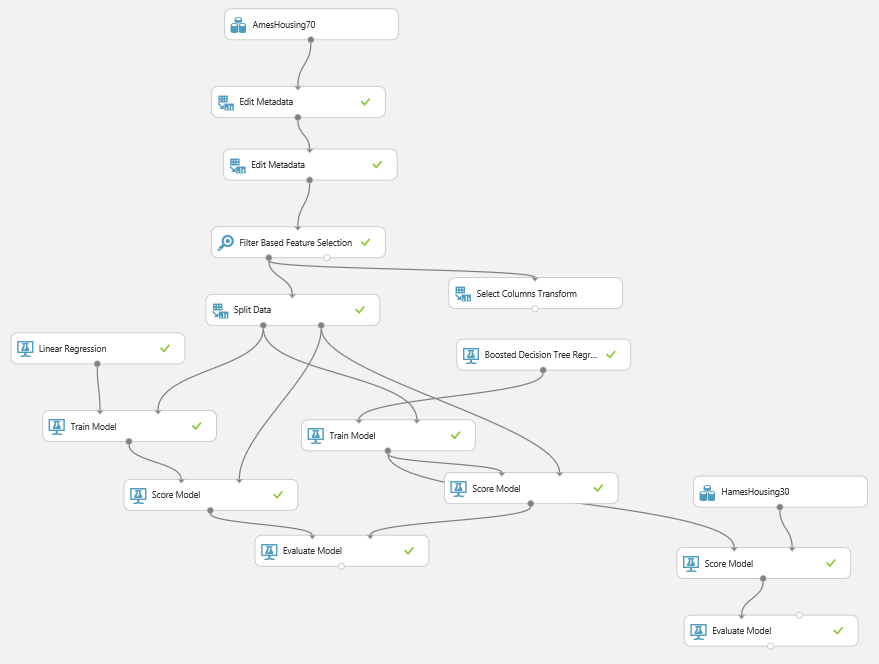 AmesHousing70
Edit Metadata
Edit Metadata
Filter Based Feature Selection
Select Columns Transform
Split Data
Linear Regression
Boosted Decision Tree Regr...
Train Model
Train Model
Score Model
Score Model
HamesHousing30
Evaluate Model
Score Model
Evaluate Model